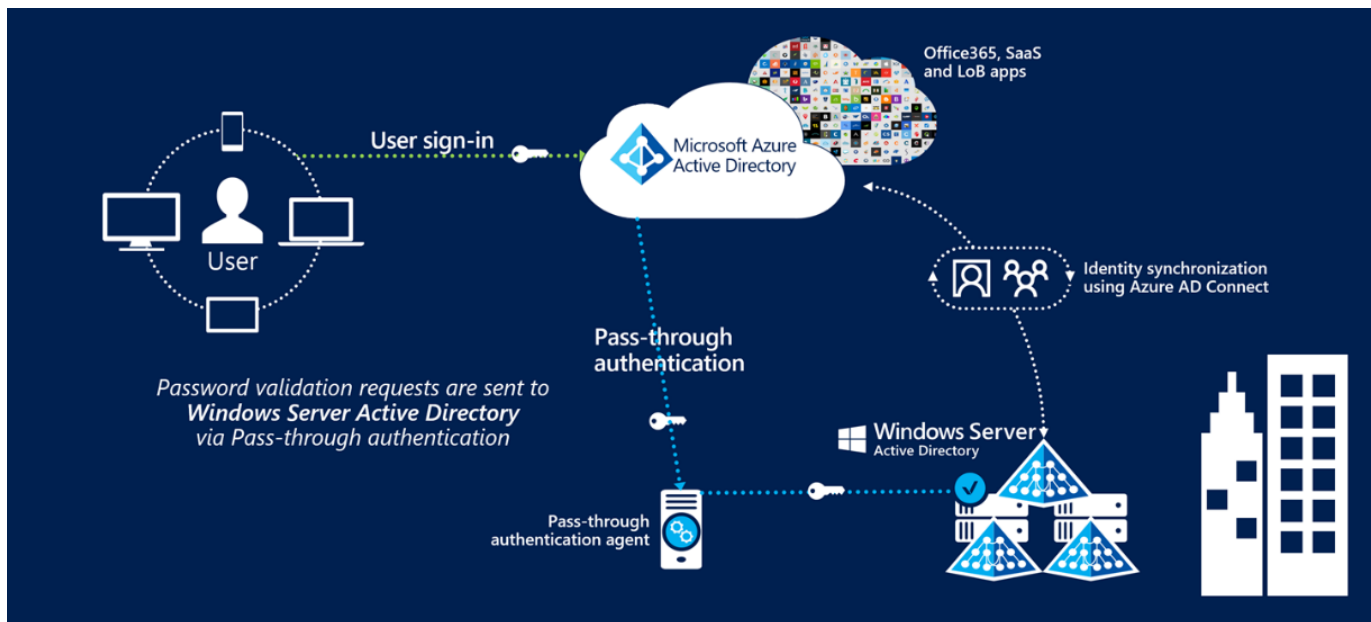 Office365, SaaS
and LoB apps
User sign-in
Microsoft Azure
Active Directory
User
Identity synchronization
using Azure AD Connect
Pass-through
authentication
Password validation requests are sent to
Windows Server Active Directory
via Pass-through authentication
Windows Server
Active Directory
Pass-through
authentication agent